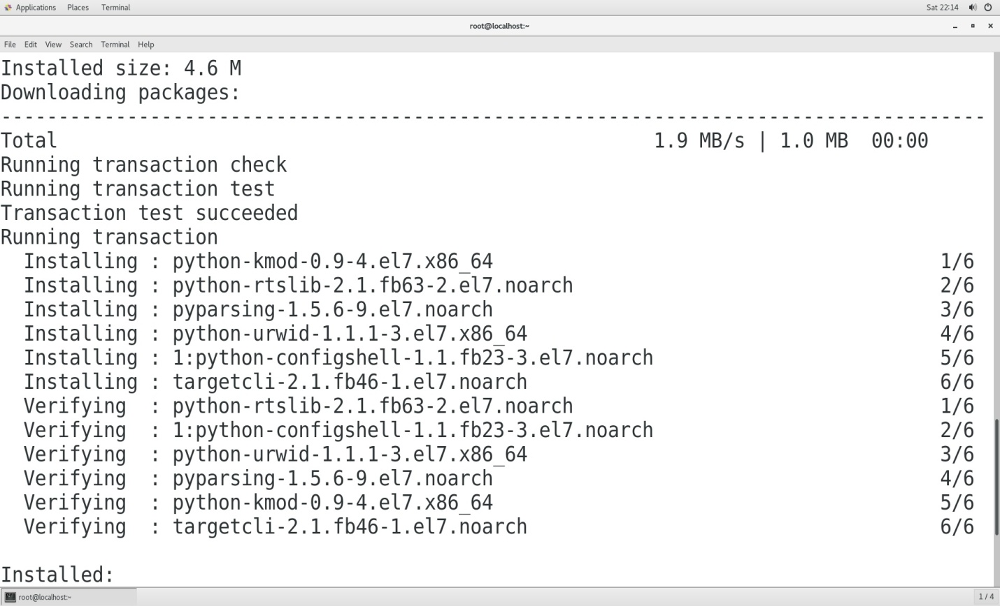 Applications Places Terminal Sat 22:14
root@localhost:~
File Edit View Search Terminal Help
Installed size: 4.6 M
Downloading packages:
--------------------------------------------------------------------------------------
Total 1.9 MB/s | 1.0 MB 00:00
Running transaction check
Running transaction test
Transaction test succeeded
Running transaction
Installing : python-kmod-0.9-4.el7.x86_64 1/6
Installing : python-rtslib-2.1.fb63-2.el7.noarch 2/6
Installing : pyparsing-1.5.6-9.el7.noarch 3/6
Installing : python-urwid-1.1.1-3.el7.x86_64 4/6
Installing : 1:python-configshell-1.1.fb23-3.el7.noarch 5/6
Installing : targetcli-2.1.fb46-1.el7.noarch 6/6
Verifying : python-rtslib-2.1.fb63-2.el7.noarch 1/6
Verifying : 1:python-configshell-1.1.fb23-3.el7.noarch 2/6
Verifying : python-urwid-1.1.1-3.el7.x86_64 3/6
Verifying : pyparsing-1.5.6-9.el7.noarch 4/6
Verifying : python-kmod-0.9-4.el7.x86_64 5/6
Verifying : targetcli-2.1.fb46-1.el7.noarch 6/6
Installed:
root@localhost:~ 1 / 4